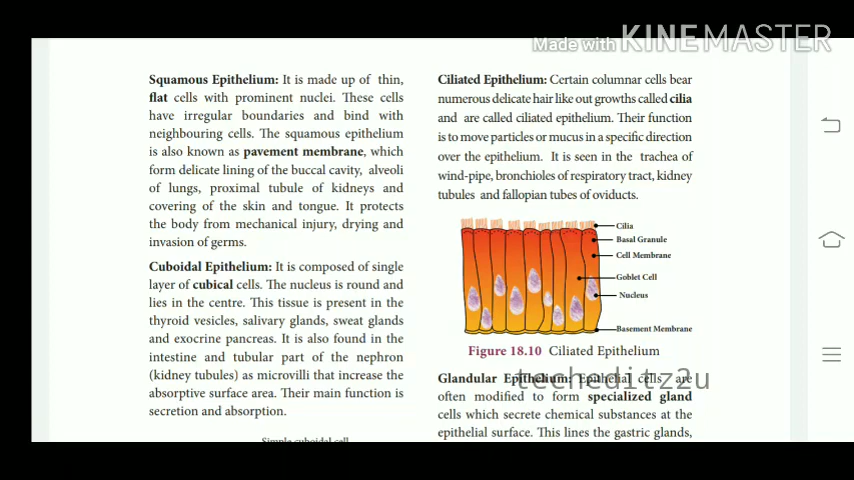 Made with KINEMASTER
Squamous Epithelium: It is made up of thin,
flat cells with prominent nuclei. These cells
have irregular boundaries and bind with
neighbouring cells. The squamous epithelium
is also known as pavement membrane, which
form delicate lining of the buccal cavity, alveoli
of lungs, proximal tubule of kidneys and
covering of the skin and tongue. It protects
the body from mechanical injury, drying and
invasion of germs.
Cuboidal Epithelium: It is composed of single
layer of cubical cells. The nucleus is round and
lies in the centre. This tissue is present in the
thyroid vesicles, salivary glands, sweat glands
and exocrine pancreas. It is also found in the
intestine and tubular part of the nephron
(kidney tubules) as microvilli that increase the
absorptive surface area. Their main function is
secretion and absorption.
Simple cuboidal cell
Ciliated Epithelium: Certain columnar cells bear
numerous delicate hair like out growths called cilia
and are called ciliated epithelium. Their function
is to move particles or mucus in a specific direction
over the epithelium. It is seen in the trachea of
wind-pipe, bronchioles of respiratory tract, kidney
tubules and fallopian tubes of oviducts.
Cilia
Basal Granule
Cell Membrane
Goblet Cell
Nucleus
Basement Membrane
Figure 18.10 Ciliated Epithelium
techeditz2u
Glandular Epithelium: Epithelial cells are
often modified to form specialized gland
cells which secrete chemical substances at the
epithelial surface. This lines the gastric glands,